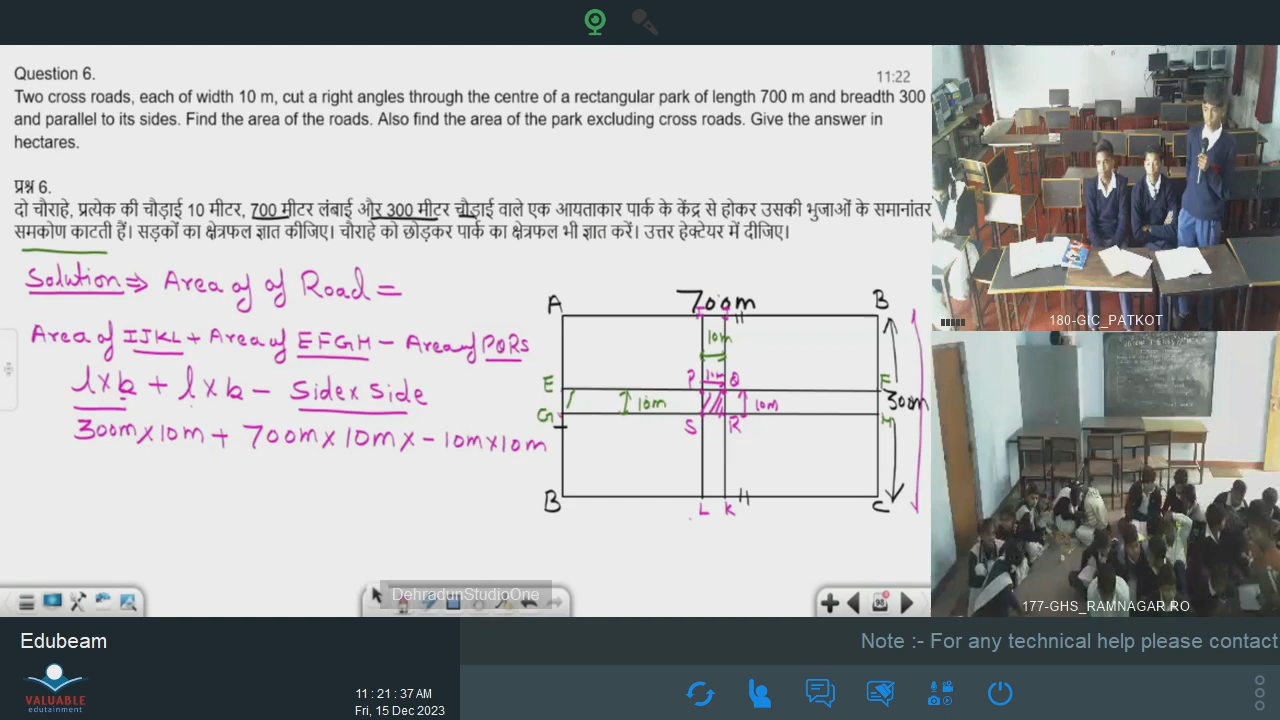 Question 6.
11:22
Two cross roads, each of width 10 m, cut a right angles through the centre of a rectangular park of length 700 m and breadth 300
and parallel to its sides. Find the area of the roads. Also find the area of the park excluding cross roads. Give the answer in
hectares.
प्रश्न 6.
दो चौराहे, प्रत्येक की चौड़ाई 10 मीटर, 700 मीटर लंबाई और 300 मीटर चौड़ाई वाले एक आयताकार पार्क के केंद्र से होकर उसकी भुजाओं के समानांतर
समकोण काटती हैं। सड़कों का क्षेत्रफल ज्ञात कीजिए। चौराहे को छोड़कर पार्क का क्षेत्रफल भी ज्ञात करें। उत्तर हेक्टेयर में दीजिए।
Solution ⇒ Area of of Road =
Area of IJKL + Area of EFGH - Area of PQRS
l x b + l x b - Side x side
300m x 10m + 700m x 10m x - 10m x 10m
A 700m B
10m
P 10m Q
E F
10m 10m 300m
G S R H
B L K C
180-GIC_PATKOT
177-GHS_RAMNAGAR.RO
DehradunStudioOne
98
Edubeam
Note :- For any technical help please contact
VALUABLE
edutainment
11 : 21 : 37 AM
Fri, 15 Dec 2023